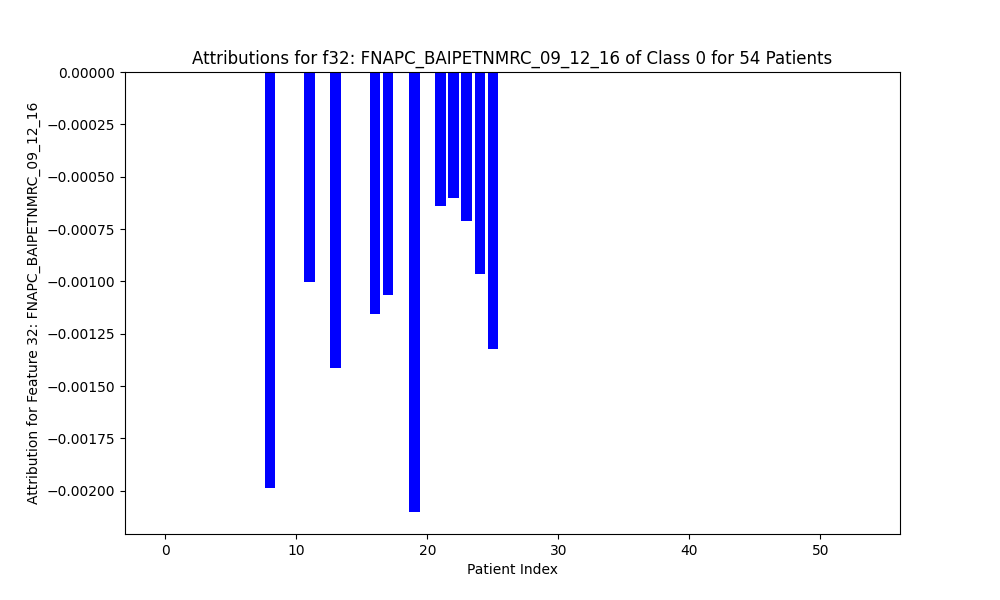 Attributions for f32: FNAPC_BAIPETNMRC_09_12_16 of Class 0 for 54 Patients
Attribution for Feature 32: FNAPC_BAIPETNMRC_09_12_16
0.00000
−0.00025
−0.00050
−0.00075
−0.00100
−0.00125
−0.00150
−0.00175
−0.00200
0 10 20 30 40 50
Patient Index